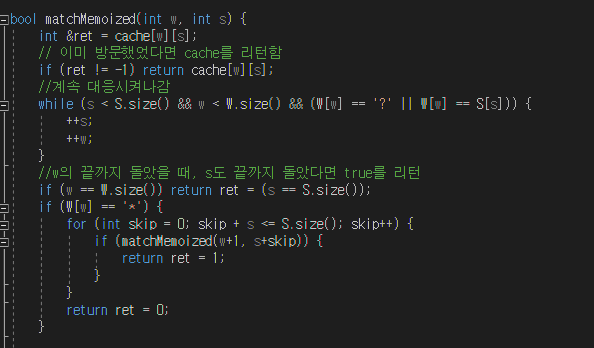 bool matchMemoized(int w, int s) {
    int &ret = cache[w][s];
    // 이미 방문했었다면 cache를 리턴함
    if (ret != -1) return cache[w][s];
    //계속 대응시켜나감
    while (s < S.size() && w < W.size() && (W[w] == '?' || W[w] == S[s])) {
        ++s;
        ++w;
    }
    //w의 끝까지 돌았을 때, s도 끝까지 돌았다면 true를 리턴
    if (w == W.size()) return ret = (s == S.size());
    if (W[w] == '*') {
        for (int skip = 0; skip + s <= S.size(); skip++) {
            if (matchMemoized(w+1, s+skip)) {
                return ret = 1;
            }
        }
        return ret = 0;
    }